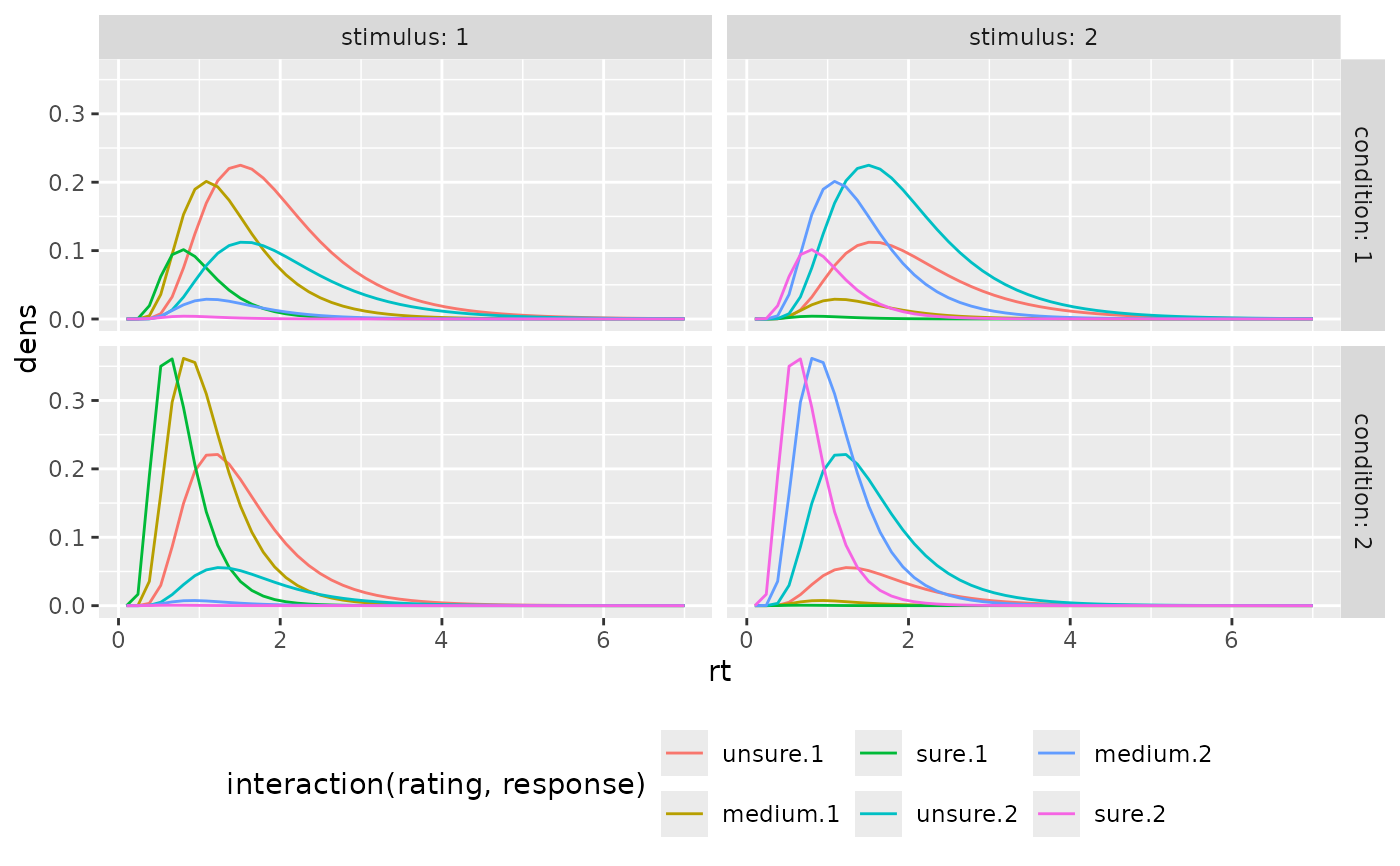 stimulus: 1
stimulus: 2
0.3
0.2
0.1
0.0
condition: 1
dens
0.3
0.2
0.1
0.0
condition: 2
0
2
4
6
0
2
4
6
rt
interaction(rating, response)
unsure.1
sure.1
medium.2
medium.1
unsure.2
sure.2